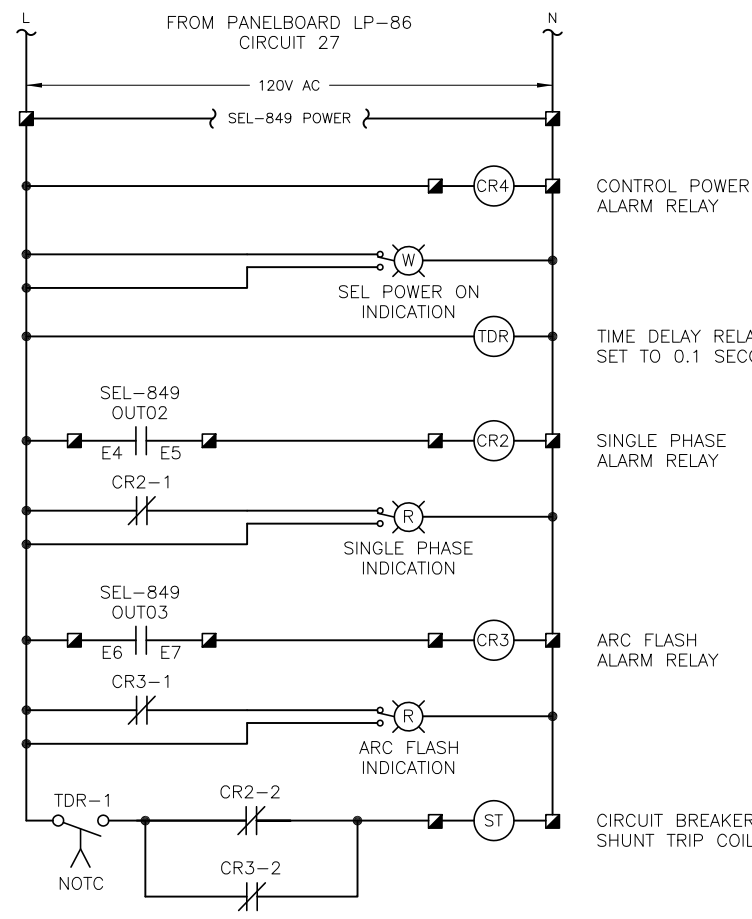 L
FROM PANELBOARD LP-86
CIRCUIT 27
N
120V AC
SEL-849 POWER
CR4
CONTROL POWER
ALARM RELAY
W
SEL POWER ON
INDICATION
TDR
TIME DELAY RELA
SET TO 0.1 SECO
SEL-849
OUT02
E4 E5
CR2
SINGLE PHASE
ALARM RELAY
CR2-1
R
SINGLE PHASE
INDICATION
SEL-849
OUT03
E6 E7
CR3
ARC FLASH
ALARM RELAY
CR3-1
R
ARC FLASH
INDICATION
TDR-1
NOTC
CR2-2
CR3-2
ST
CIRCUIT BREAKER
SHUNT TRIP COIL